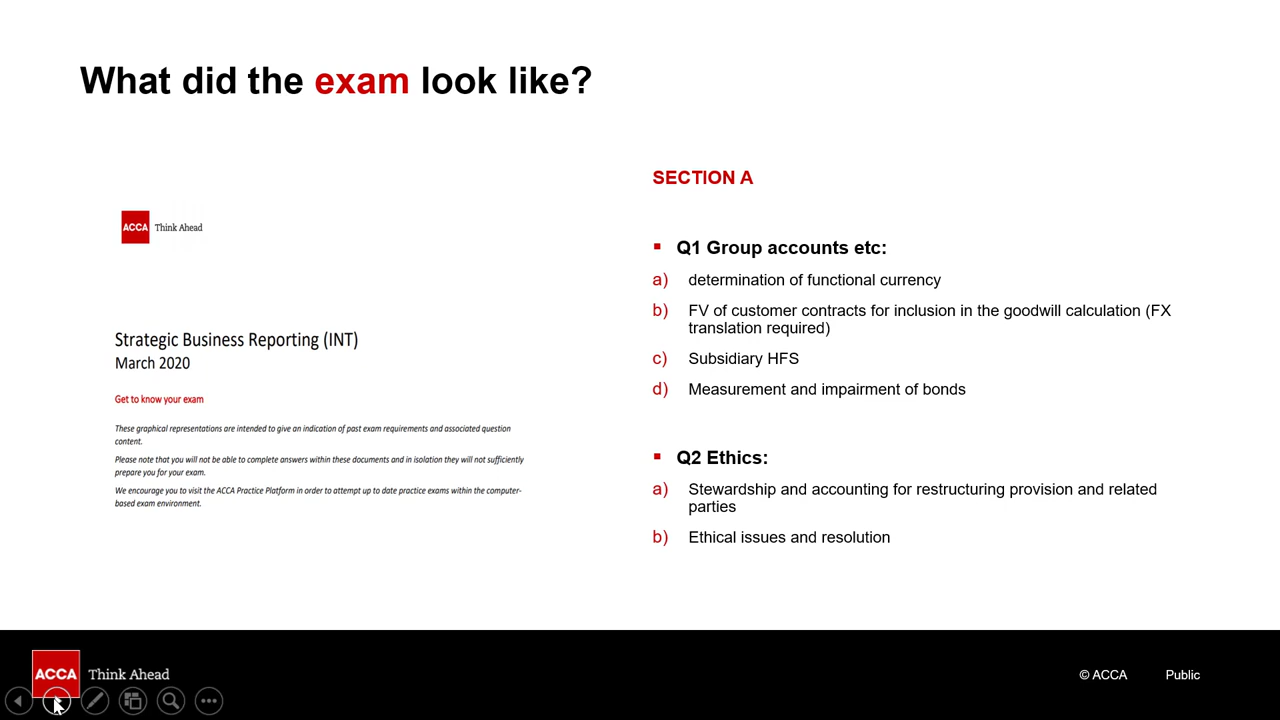 What did the exam look like?
ACCA Think Ahead
Strategic Business Reporting (INT)
March 2020
Get to know your exam
These graphical representations are intended to give an indication of past exam requirements and associated question
content.
Please note that you will not be able to complete answers within these documents and in isolation they will not sufficiently
prepare you for your exam.
We encourage you to visit the ACCA Practice Platform in order to attempt up to date practice exams within the computer-
based exam environment.
SECTION A
▪ Q1 Group accounts etc:
a) determination of functional currency
b) FV of customer contracts for inclusion in the goodwill calculation (FX
translation required)
c) Subsidiary HFS
d) Measurement and impairment of bonds
▪ Q2 Ethics:
a) Stewardship and accounting for restructuring provision and related
parties
b) Ethical issues and resolution
ACCA Think Ahead
© ACCA Public